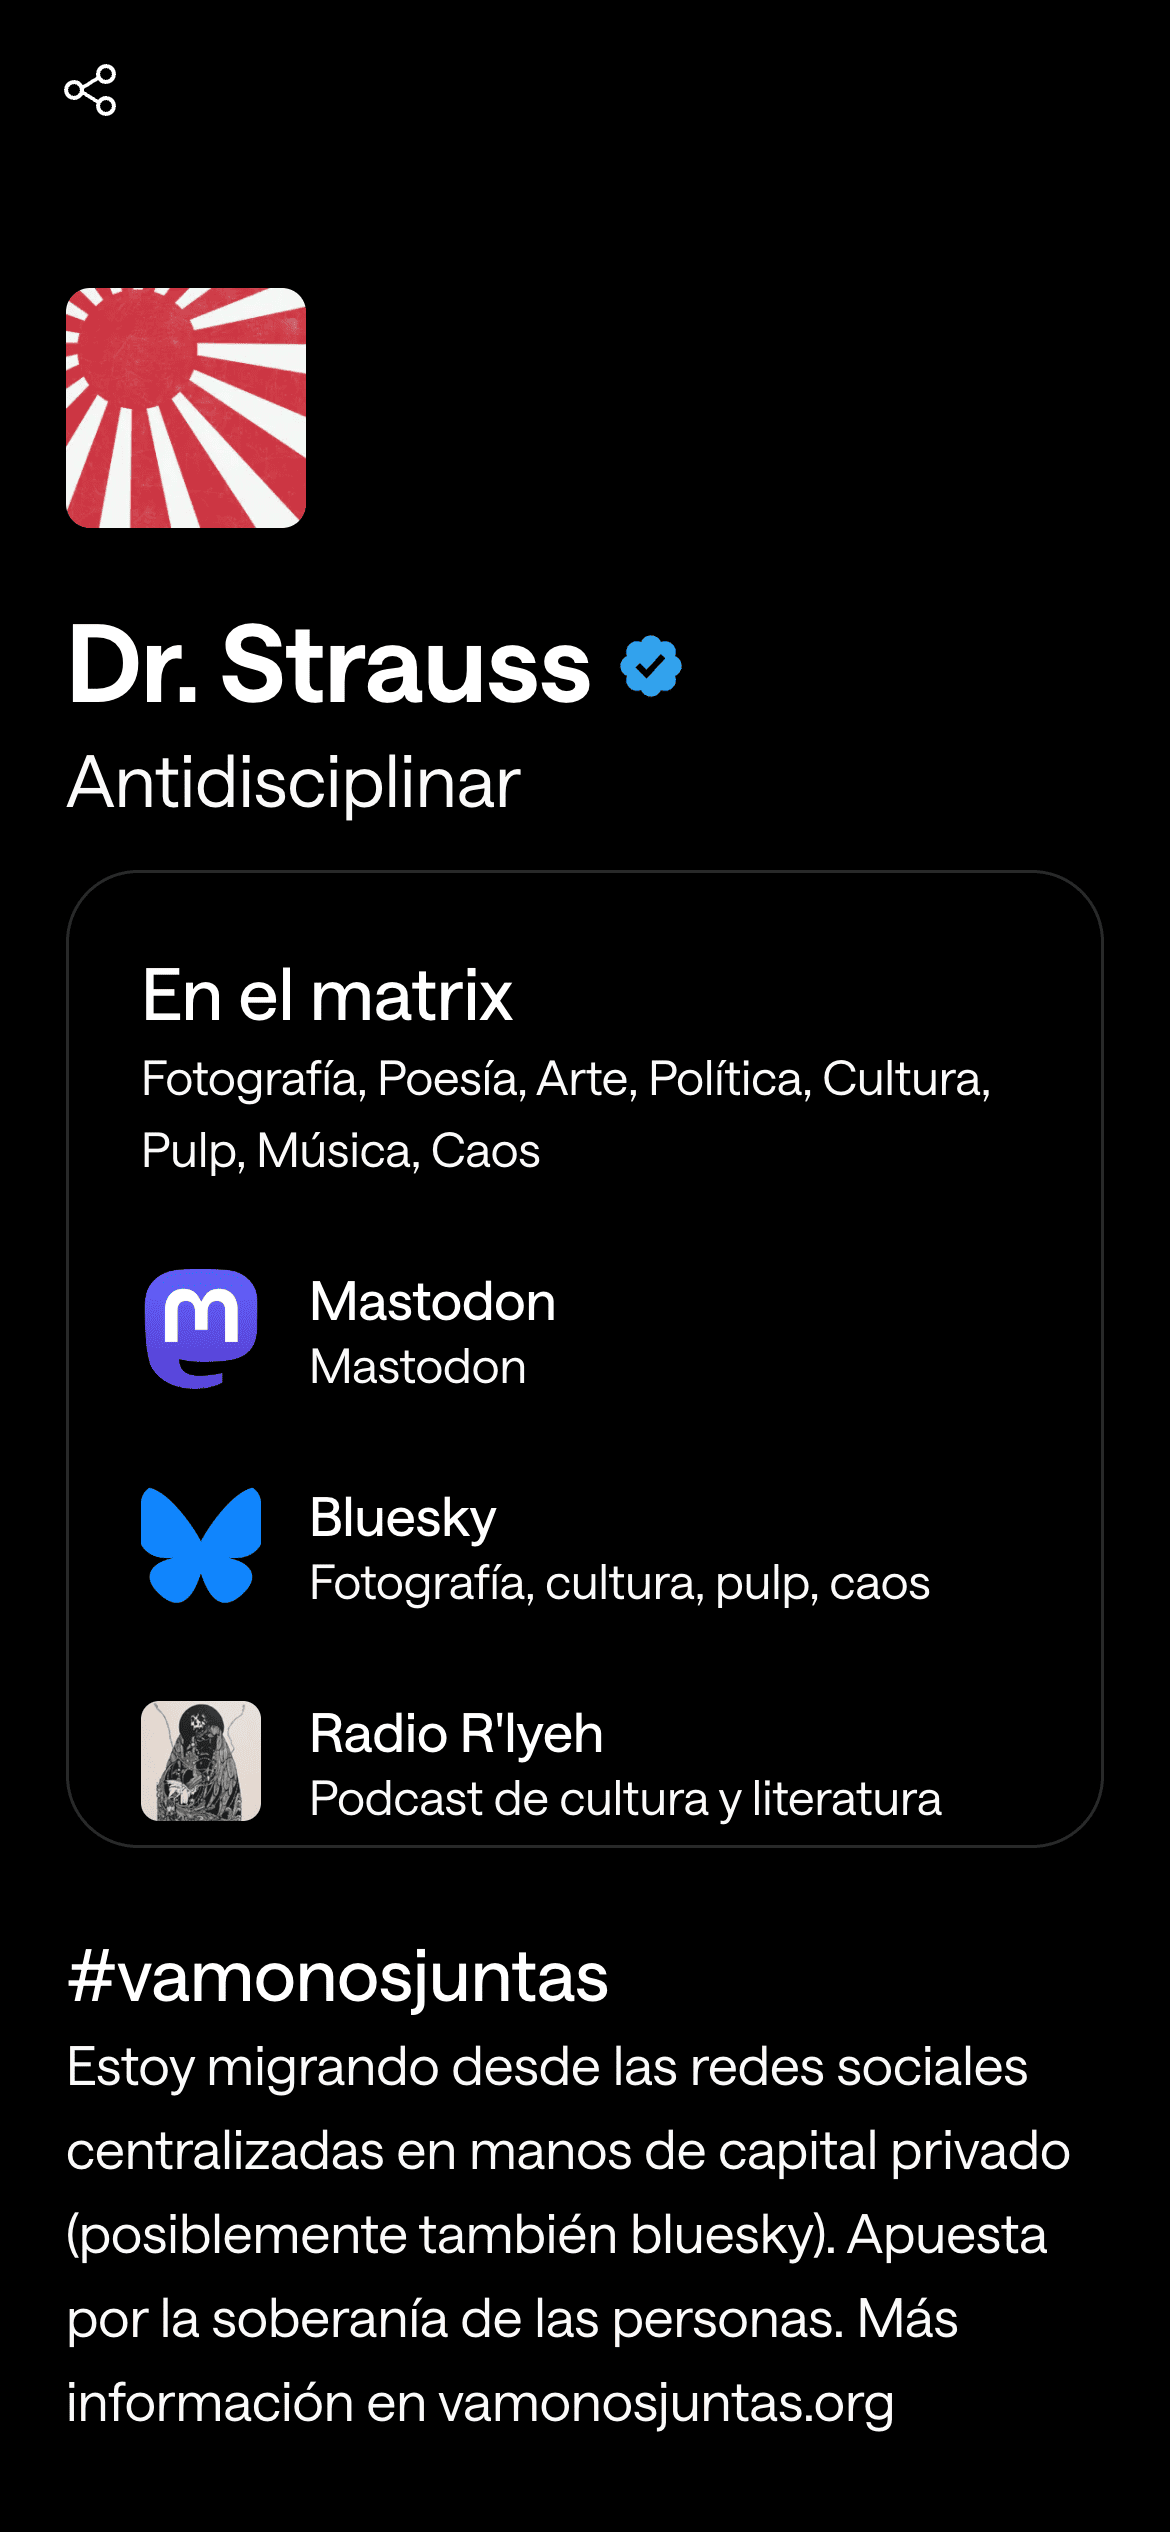 Dr. Strauss
Antidisciplinar
En el matrix
Fotografía, Poesía, Arte, Política, Cultura,
Pulp, Música, Caos
Mastodon
Mastodon
Bluesky
Fotografía, cultura, pulp, caos
Radio R'lyeh
Podcast de cultura y literatura
#vamonosjuntas
Estoy migrando desde las redes sociales
centralizadas en manos de capital privado
(posiblemente también bluesky). Apuesta
por la soberanía de las personas. Más
información en vamonosjuntas.org